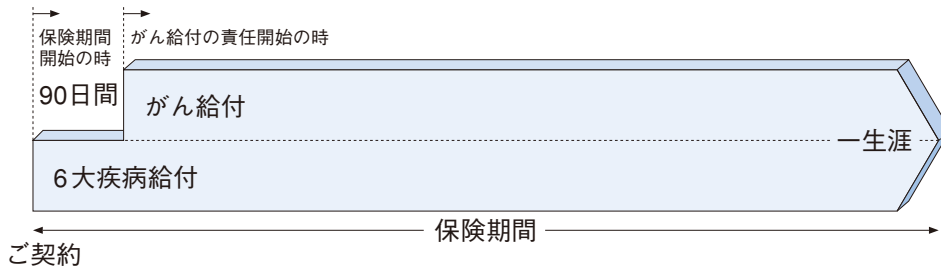 保険期間
開始の時
がん給付の責任開始の時
90日間
がん給付
一生涯
6大疾病給付
保険期間
ご契約